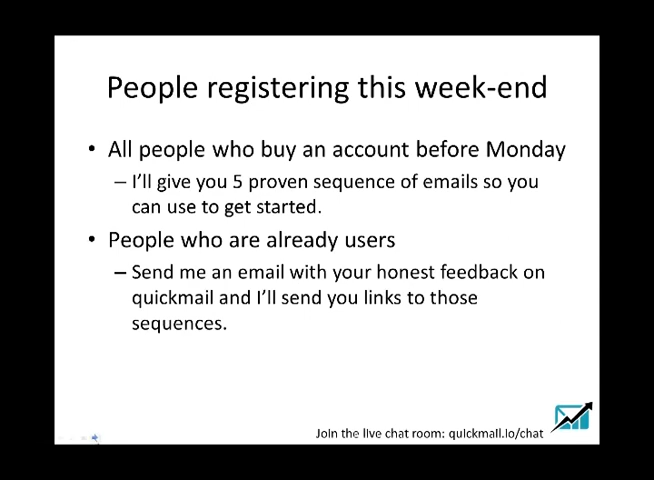 People registering this week-end
• All people who buy an account before Monday
– I'll give you 5 proven sequence of emails so you
can use to get started.
• People who are already users
– Send me an email with your honest feedback on
quickmail and I'll send you links to those
sequences.
Join the live chat room: quickmail.io/chat